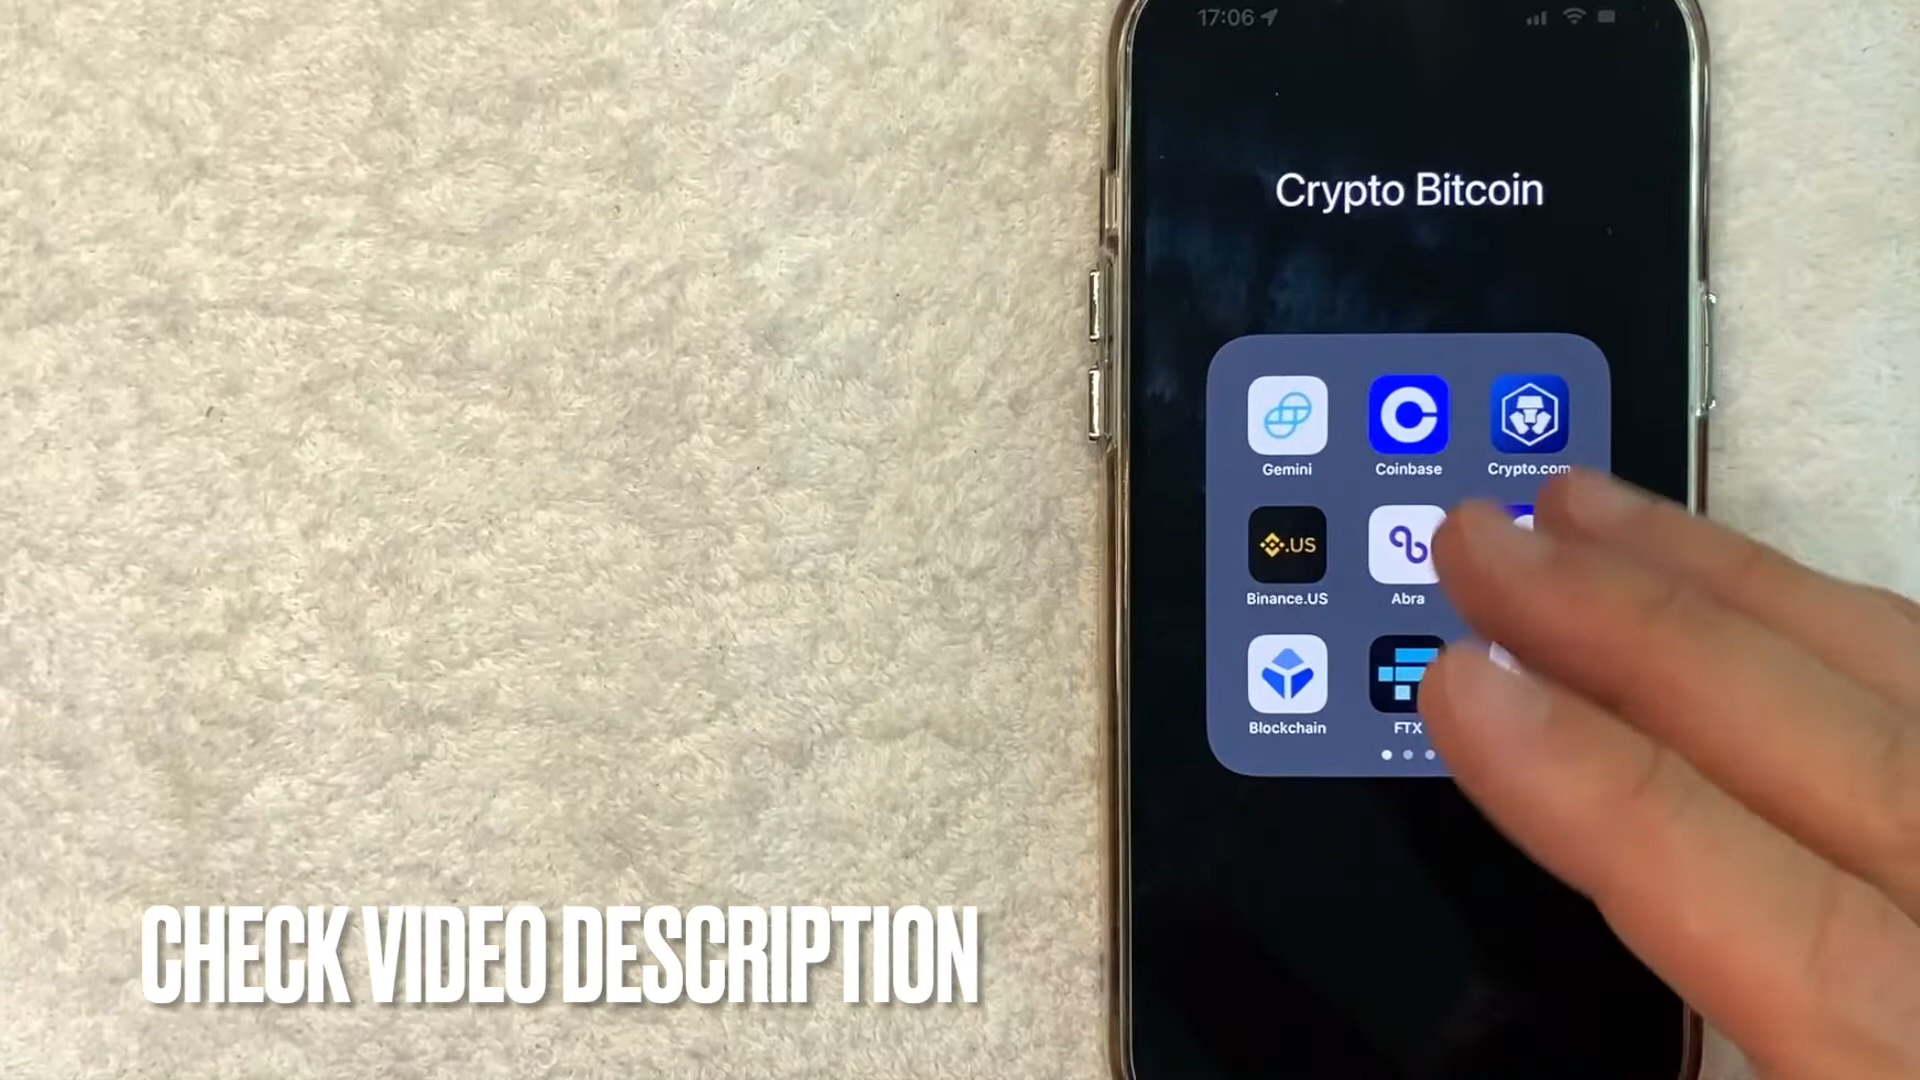 17:06
Crypto Bitcoin
Gemini Coinbase Crypto.com
.US
Binance.US Abra
Blockchain FTX
CHECK VIDEO DESCRIPTION